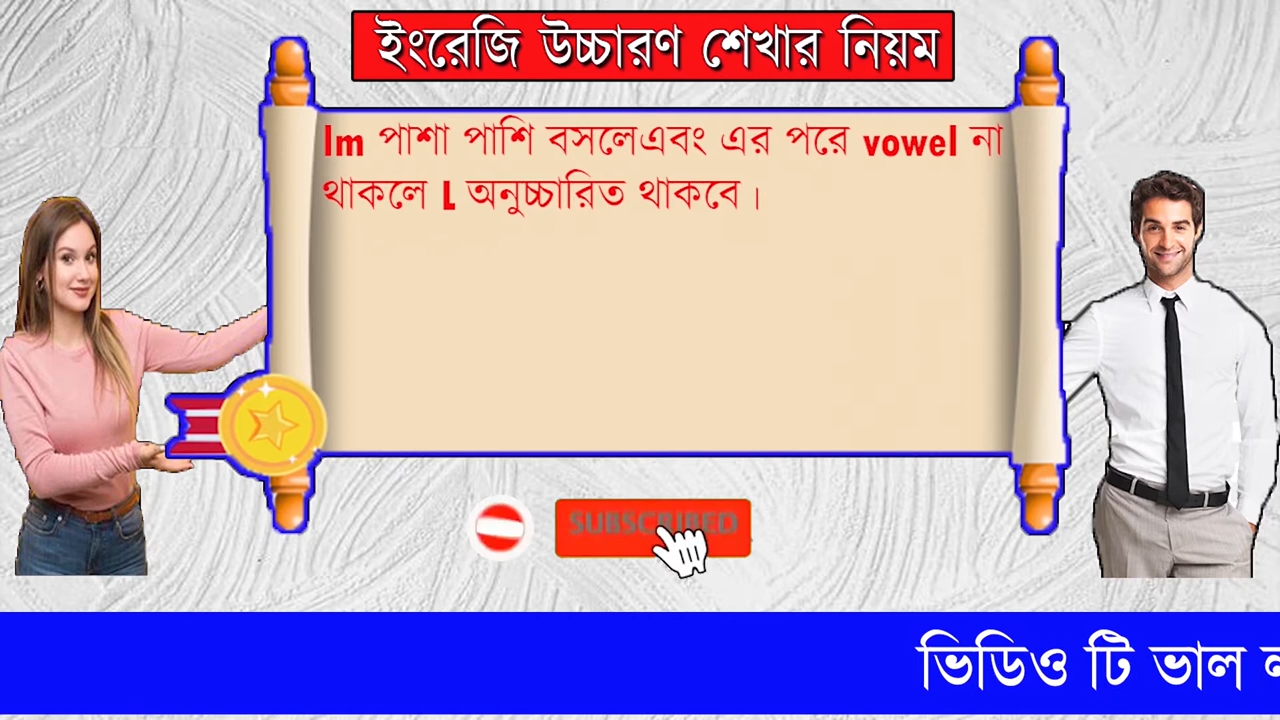 ইংরেজি উচ্চারণ শেখার নিয়ম
lm পাশা পাশি বসলেএবং এর পরে vowel না
থাকলে L অনুচ্চারিত থাকবে।
SUBSCRIBED
ভিডিও টি ভাল